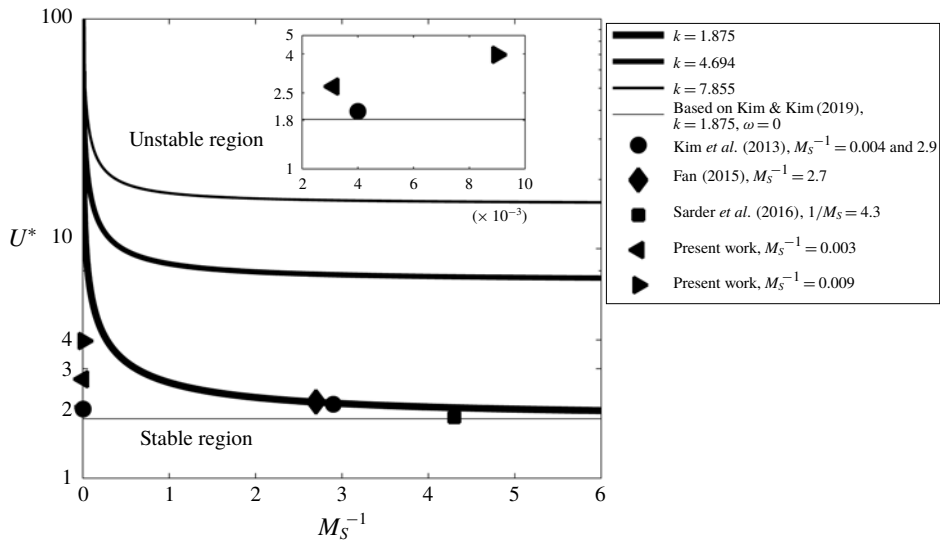 100
10
4
3
2
1
U*
0
1
2
3
4
5
6
M_S^{-1}
Unstable region
Stable region
5
4
2.5
1.8
1
2
4
6
8
10
(× 10^{-3})
k = 1.875
k = 4.694
k = 7.855
Based on Kim & Kim (2019),
k = 1.875, ω = 0
Kim et al. (2013), M_S^{-1} = 0.004 and 2.9
Fan (2015), M_S^{-1} = 2.7
Sarder et al. (2016), 1/M_S = 4.3
Present work, M_S^{-1} = 0.003
Present work, M_S^{-1} = 0.009